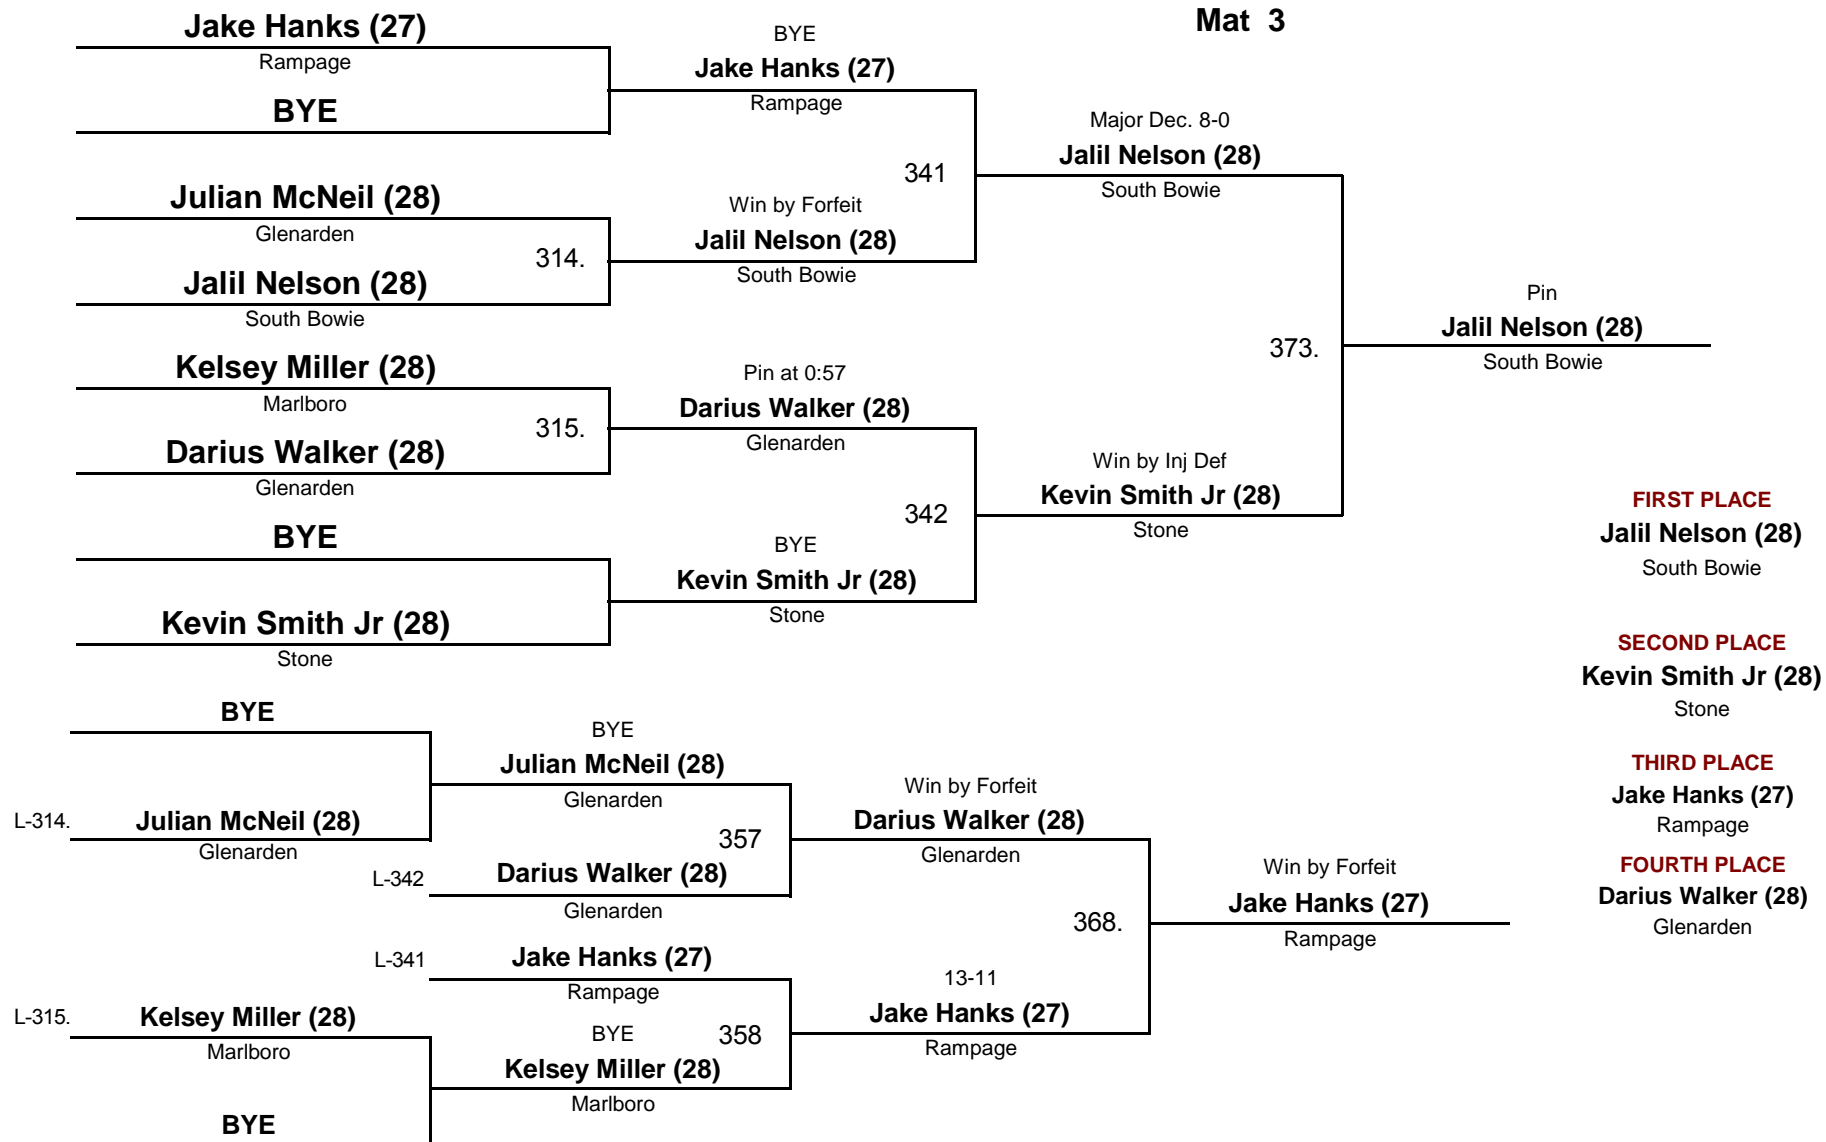 Mat 3
Jake Hanks (27)
Rampage
BYE
Julian McNeil (28)
Glenarden
314.
Jalil Nelson (28)
South Bowie
Kelsey Miller (28)
Marlboro
315.
Darius Walker (28)
Glenarden
BYE
Kevin Smith Jr (28)
Stone
BYE
Jake Hanks (27)
Rampage
341
Win by Forfeit
Jalil Nelson (28)
South Bowie
Pin at 0:57
Darius Walker (28)
Glenarden
342
BYE
Kevin Smith Jr (28)
Stone
Major Dec. 8-0
Jalil Nelson (28)
South Bowie
373.
Win by Inj Def
Kevin Smith Jr (28)
Stone
Pin
Jalil Nelson (28)
South Bowie
FIRST PLACE
Jalil Nelson (28)
South Bowie
SECOND PLACE
Kevin Smith Jr (28)
Stone
THIRD PLACE
Jake Hanks (27)
Rampage
FOURTH PLACE
Darius Walker (28)
Glenarden
BYE
L-314.
Julian McNeil (28)
Glenarden
L-315.
Kelsey Miller (28)
Marlboro
BYE
BYE
Julian McNeil (28)
Glenarden
357
L-342
Darius Walker (28)
Glenarden
L-341
Jake Hanks (27)
Rampage
BYE
358
Kelsey Miller (28)
Marlboro
Win by Forfeit
Darius Walker (28)
Glenarden
368.
13-11
Jake Hanks (27)
Rampage
Win by Forfeit
Jake Hanks (27)
Rampage